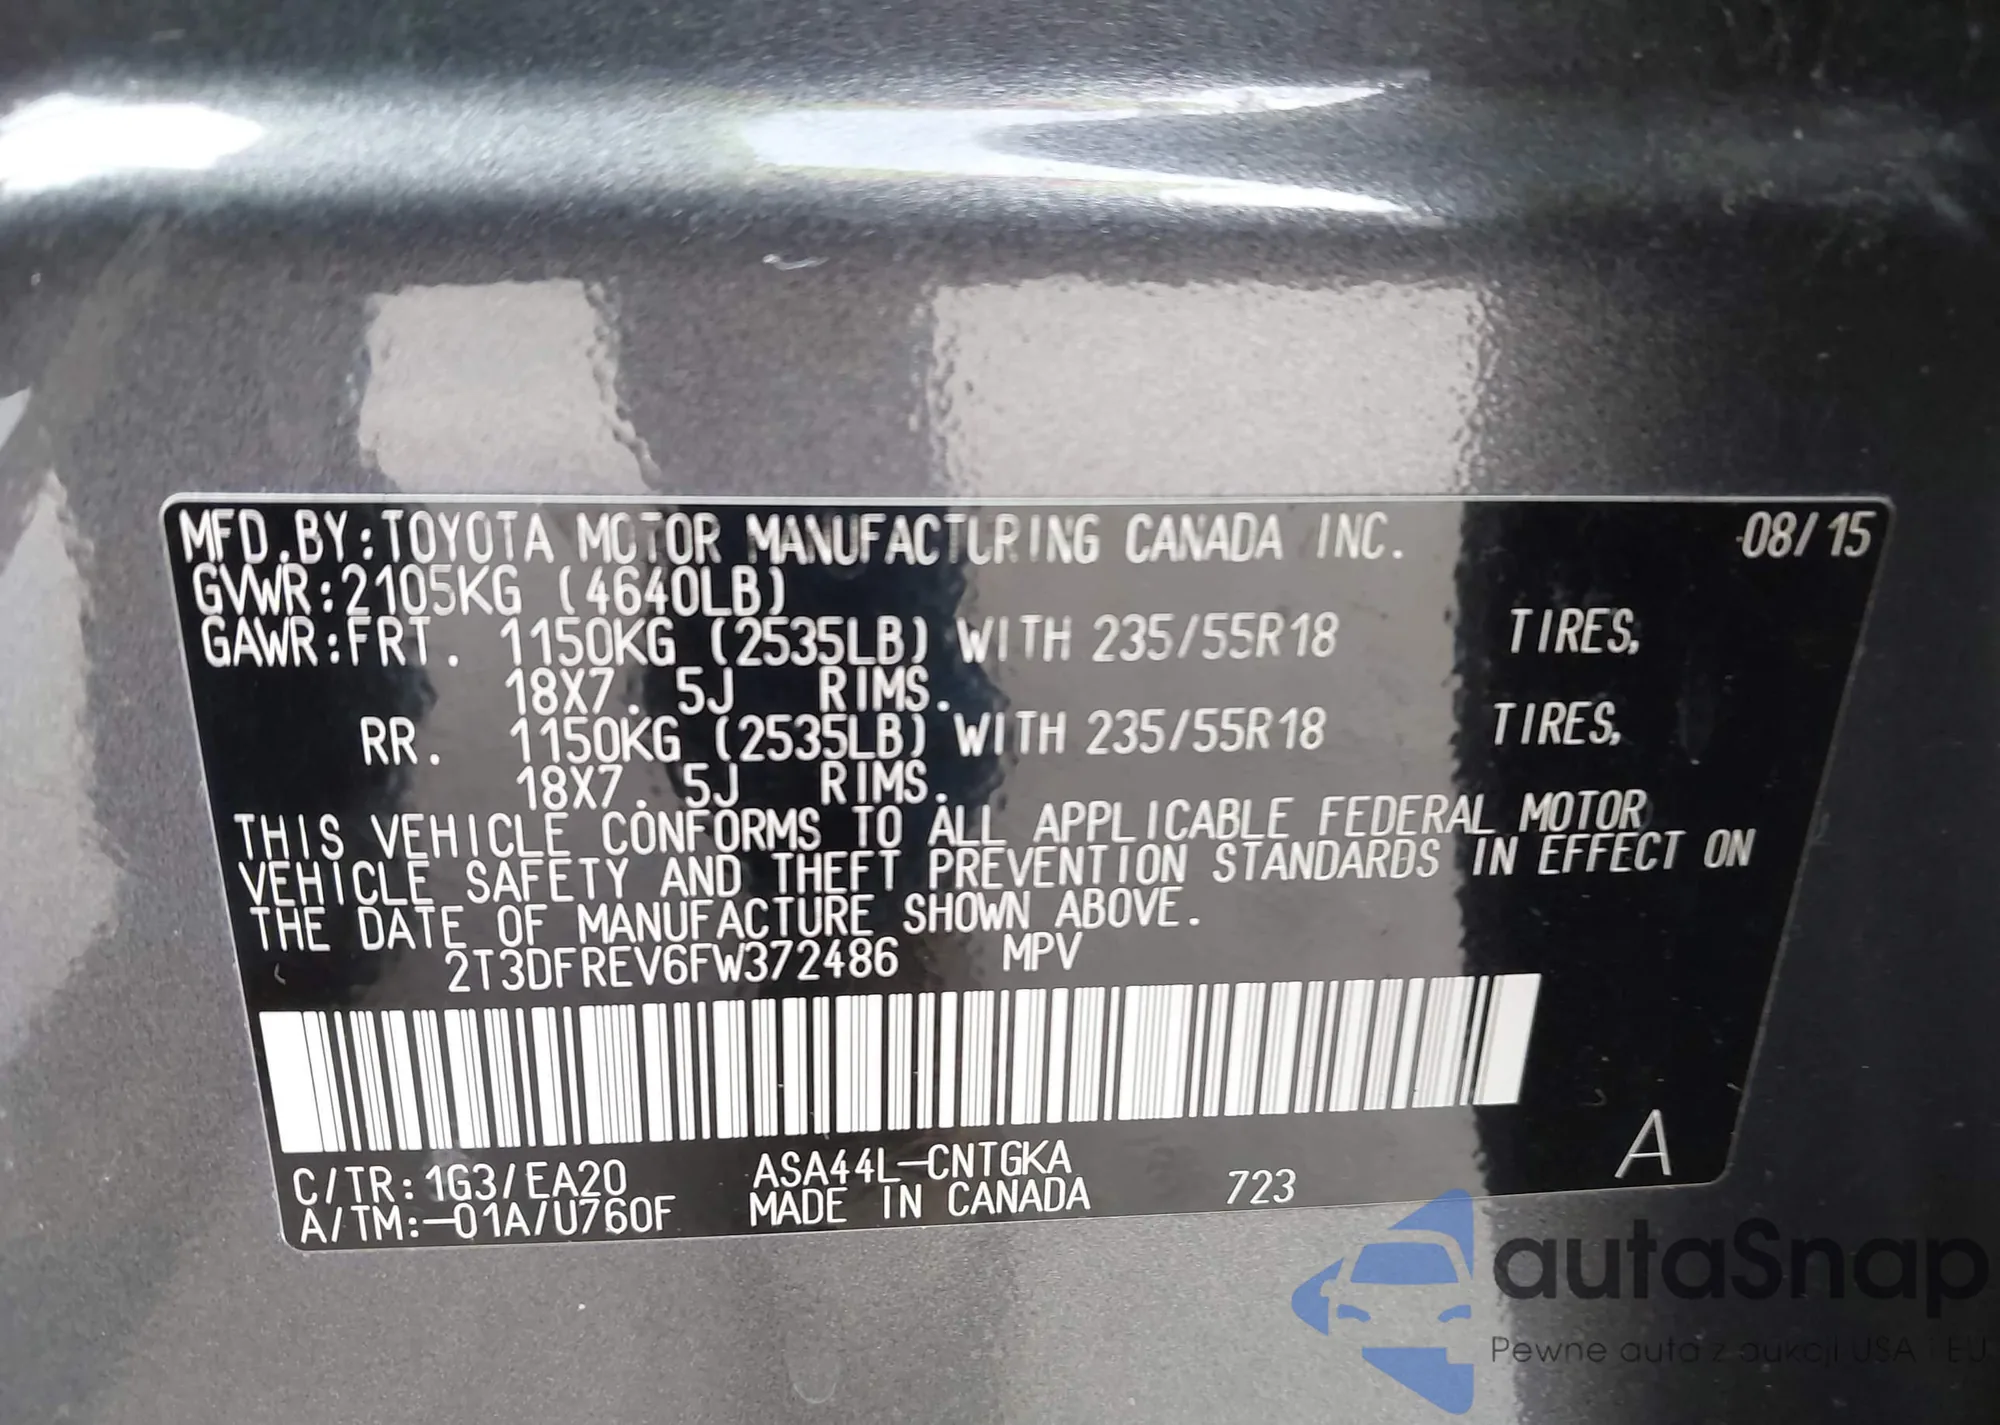 MFD.BY:TOYOTA MOTOR MANUFACTURING CANADA INC. 08/15
GVWR:2105KG (4640LB)
GAWR:FRT. 1150KG (2535LB) WITH 235/55R18 TIRES,
18X7.5J RIMS.
RR. 1150KG (2535LB) WITH 235/55R18 TIRES,
18X7.5J RIMS.
THIS VEHICLE CONFORMS TO ALL APPLICABLE FEDERAL MOTOR
VEHICLE SAFETY AND THEFT PREVENTION STANDARDS IN EFFECT ON
THE DATE OF MANUFACTURE SHOWN ABOVE.
2T3DFREV6FW372486 MPV
C/TR:1G3/EA20 ASA44L-CNTGKA
A/TM:-01A/U760F MADE IN CANADA 723 A
autaSnap
Pewne auta z aukcji USA i EU